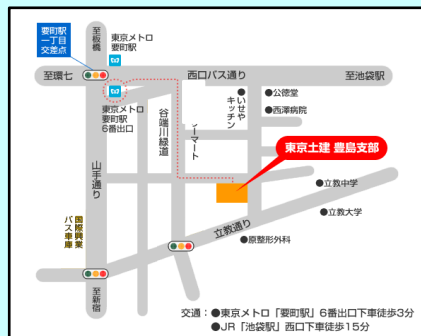 要町駅
一丁目
交差点
至板橋
東京メトロ
要町駅
至環七
西口バス通り
至池袋駅
東京メトロ
要町駅
6番出口
谷端川緑道
●いせやキッチン
●公徳堂
●西澤病院
ーマート
東京土建 豊島支部
山手通り
●立教中学
●立教大学
立教通り
●原整形外科
国際興業
バス車庫
至新宿
交通：●東京メトロ「要町駅」6番出口下車徒歩3分
●JR「池袋駅」西口下車徒歩15分